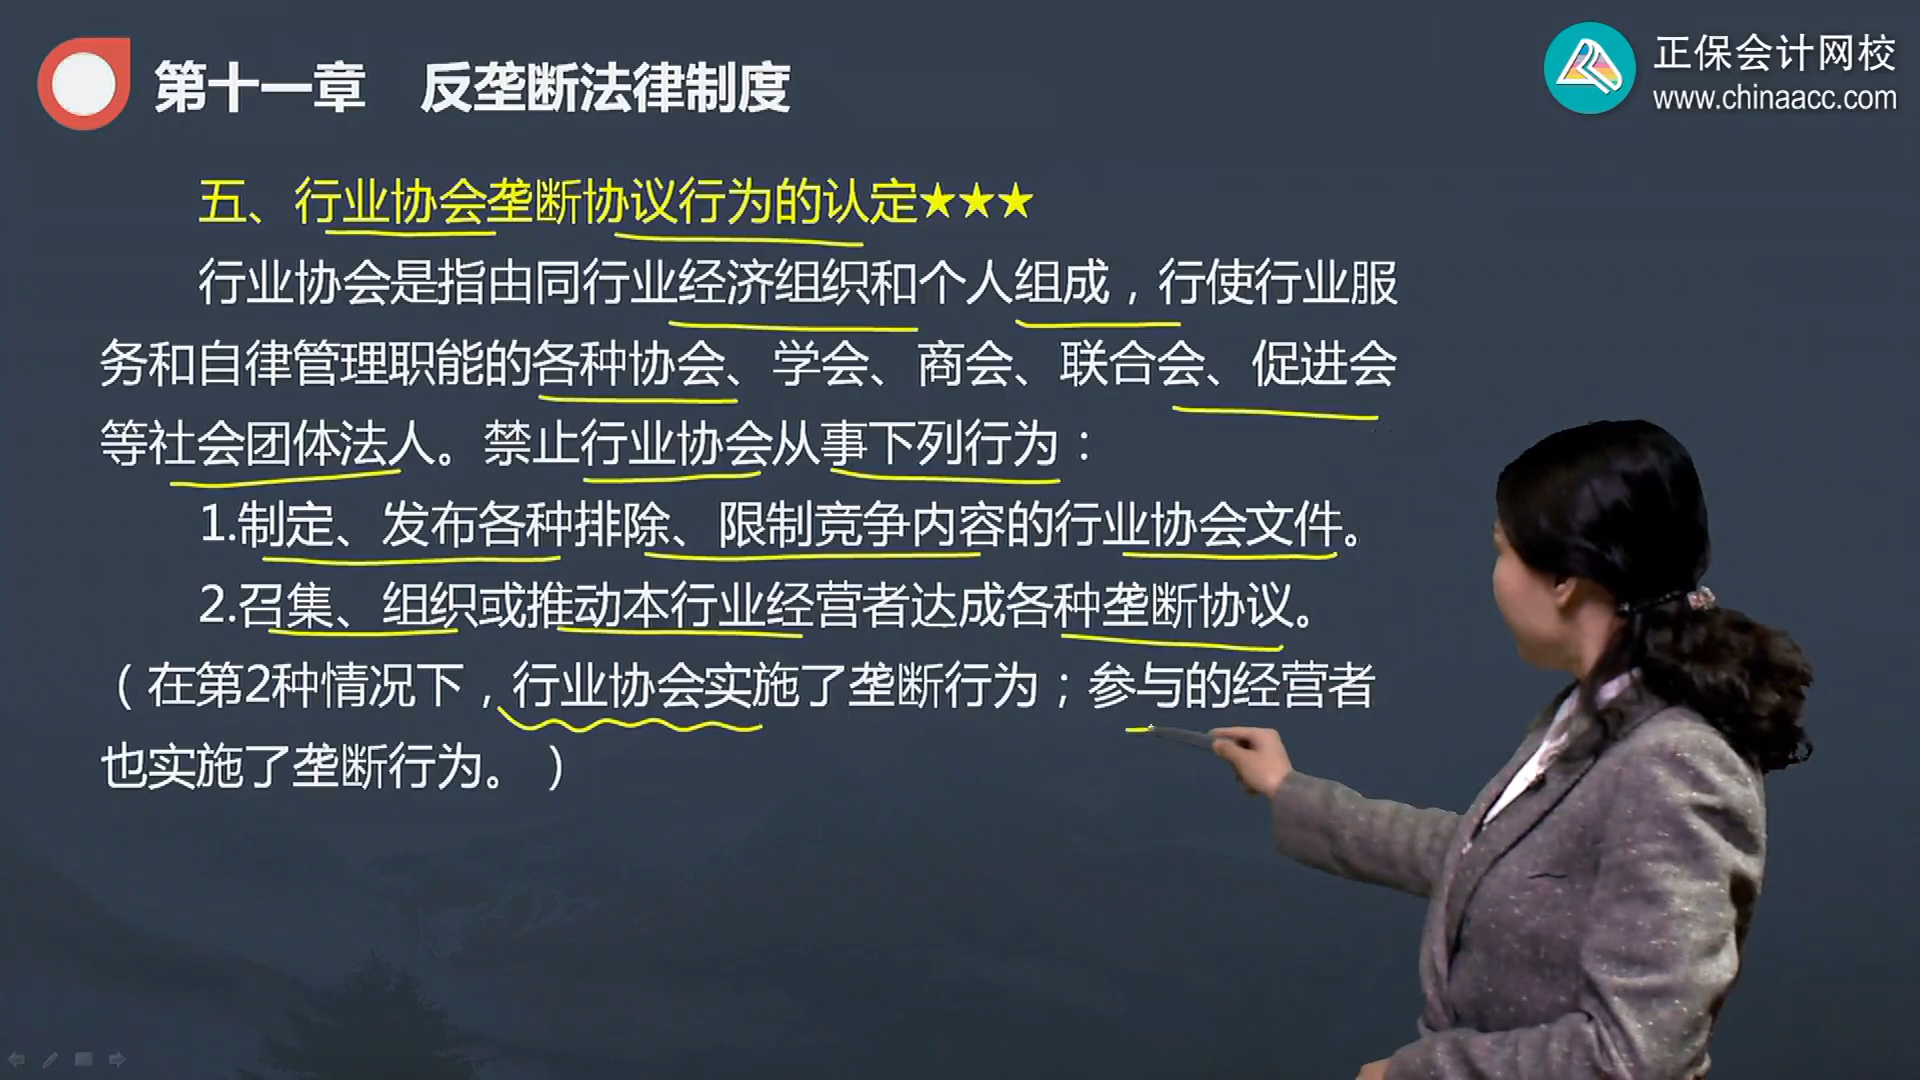 第十一章 反垄断法律制度
正保会计网校
www.chinaacc.com
五、行业协会垄断协议行为的认定★★★
行业协会是指由同行业经济组织和个人组成，行使行业服
务和自律管理职能的各种协会、学会、商会、联合会、促进会
等社会团体法人。禁止行业协会从事下列行为：
1.制定、发布各种排除、限制竞争内容的行业协会文件。
2.召集、组织或推动本行业经营者达成各种垄断协议。
（在第2种情况下，行业协会实施了垄断行为；参与的经营者
也实施了垄断行为。）